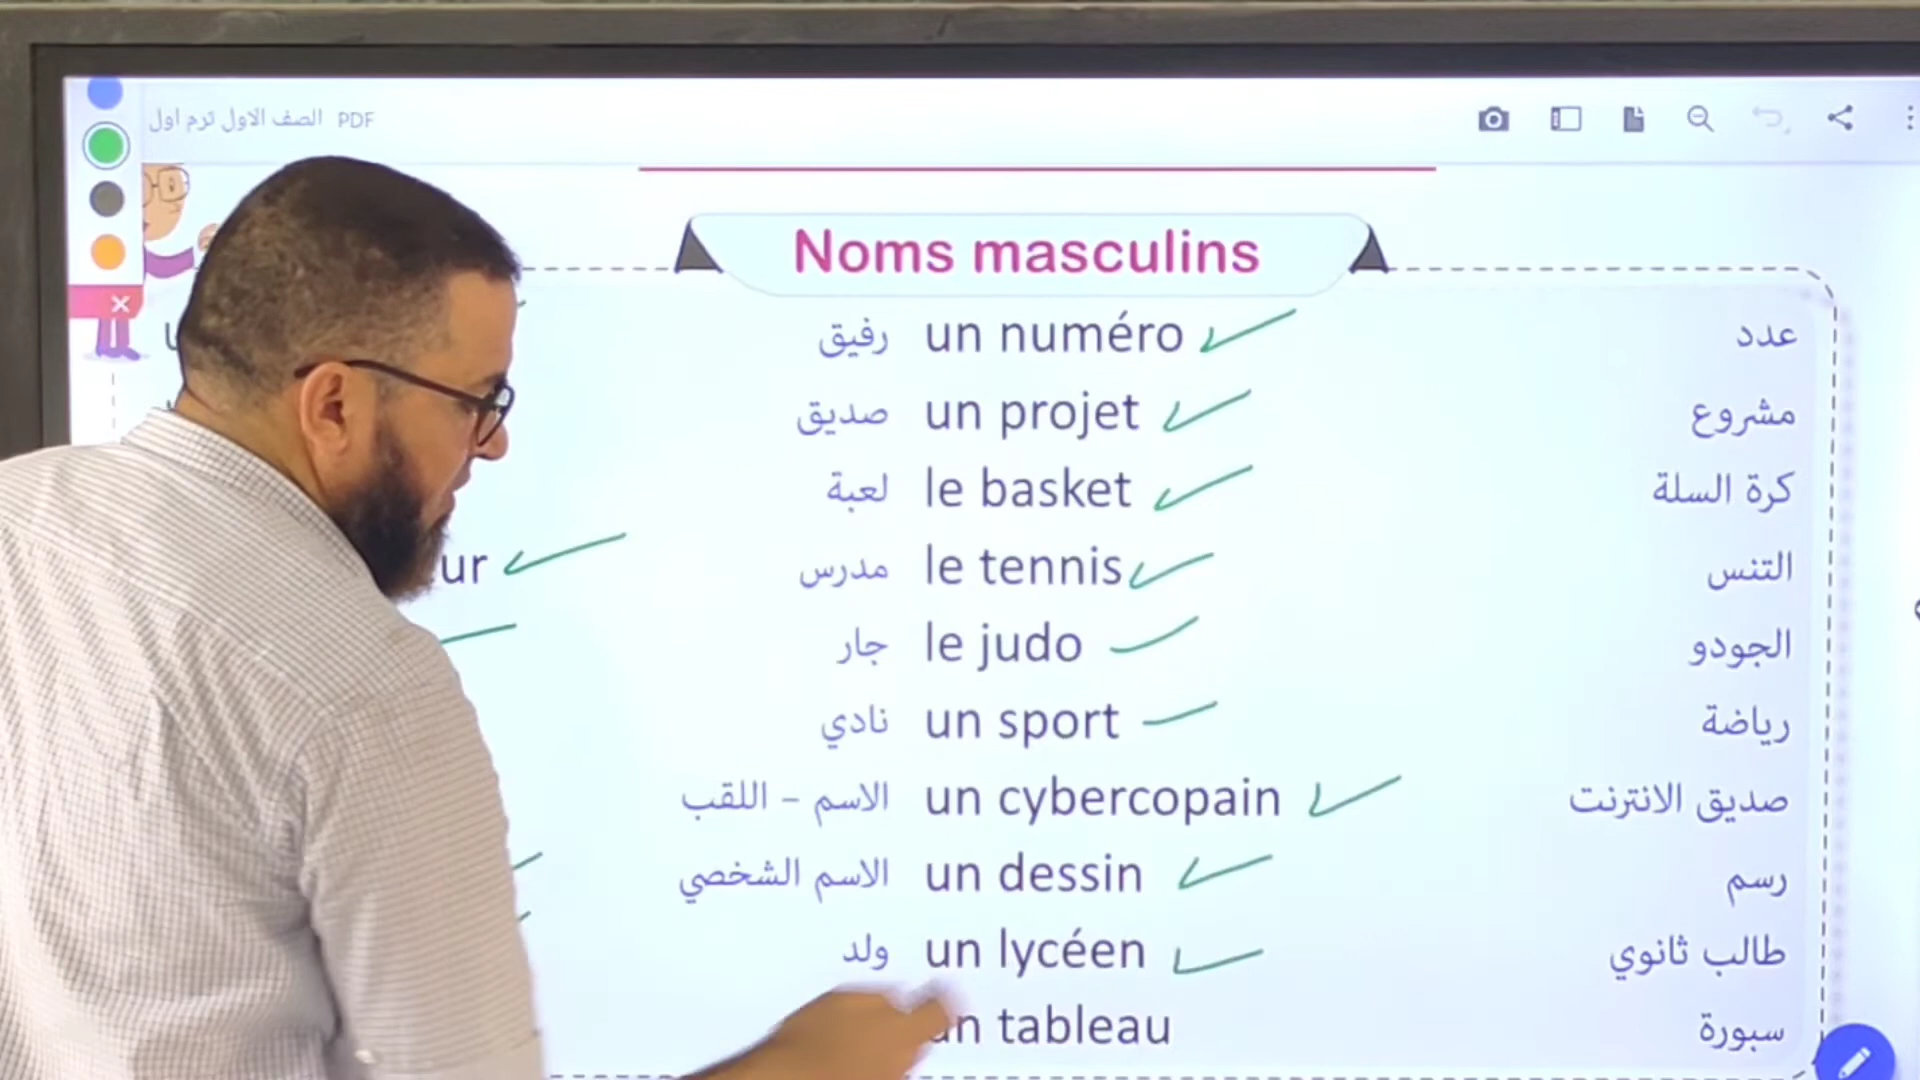 الصف الاول ترم اول PDF
Noms masculins
رفيق un numéro عدد
صديق un projet مشروع
لعبة le basket كرة السلة
مدرس le tennis التنس
جار le judo الجودو
نادي un sport رياضة
الاسم – اللقب un cybercopain صديق الانترنت
الاسم الشخصي un dessin رسم
ولد un lycéen طالب ثانوي
un tableau سبورة